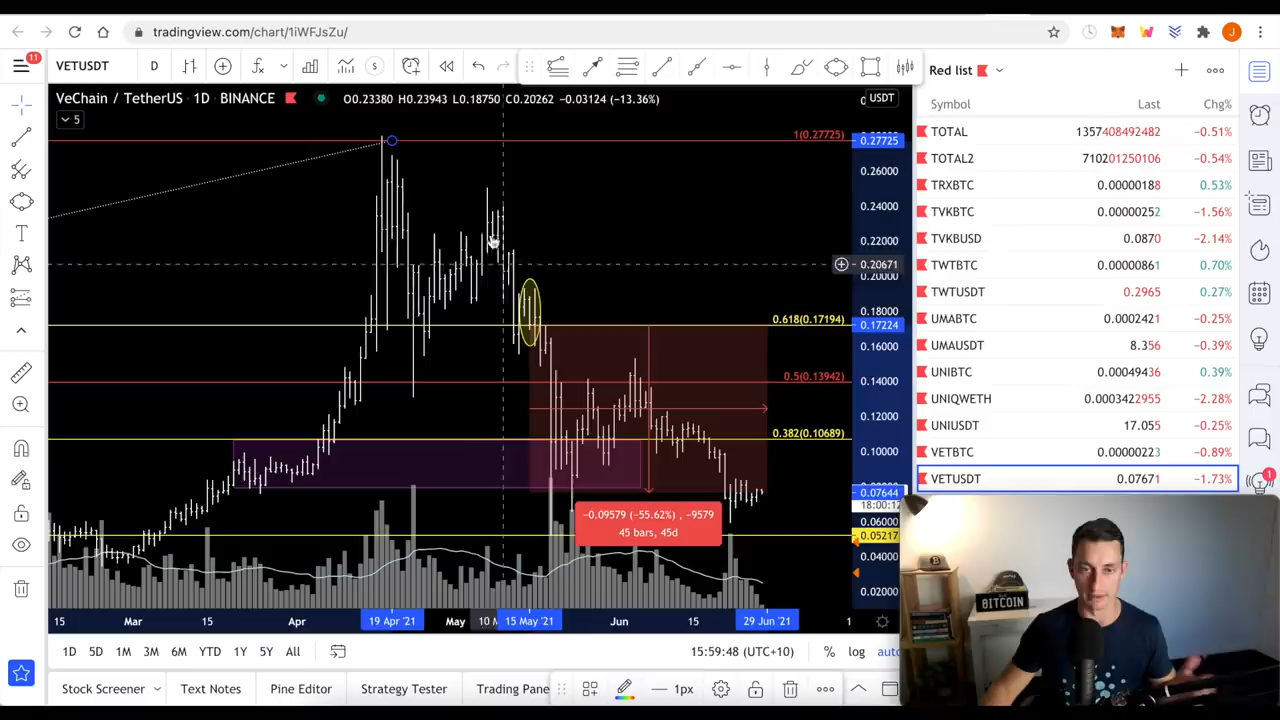 tradingview.com/chart/1iWFJsZu/
J
11
VETUSDT D S
VeChain / TetherUS · 1D · BINANCE O0.23380 H0.23943 L0.18750 C0.20262 -0.03124 (-13.36%)
USDT
5
1(0.27725)
0.27725
0.26000
0.24000
0.22000
0.20671
0.20000
0.18000
0.618(0.17194)
0.17224
0.16000
0.5(0.13942)
0.14000
0.12000
0.382(0.10689)
0.10000
0.07644
18:00:12
0.06000
0.05217
0.04000
0.02000
-0.09579 (-55.62%) , -9579
45 bars, 45d
15 Mar 15 Apr 19 Apr '21 May 10 M 15 May '21 Jun 15 29 Jun '21 1
1D 5D 1M 3M 6M YTD 1Y 5Y All 15:59:48 (UTC+10) % log auto
Stock Screener Text Notes Pine Editor Strategy Tester Trading Pane 1px
Red list
Symbol Last Chg%
TOTAL 1357408492482 −0.51%
TOTAL2 710201250106 −0.54%
TRXBTC 0.00000188 0.53%
TVKBTC 0.00000252 −1.56%
TVKBUSD 0.0870 −2.14%
TWTBTC 0.00000861 0.70%
TWTUSDT 0.2965 0.27%
UMABTC 0.0002421 −0.25%
UMAUSDT 8.356 −0.39%
UNIBTC 0.00049436 0.39%
UNIQWETH 0.0003422955 −2.28%
UNIUSDT 17.055 −0.25%
VETBTC 0.00000223 −0.89%
VETUSDT 0.07671 −1.73%
1
BITCOIN